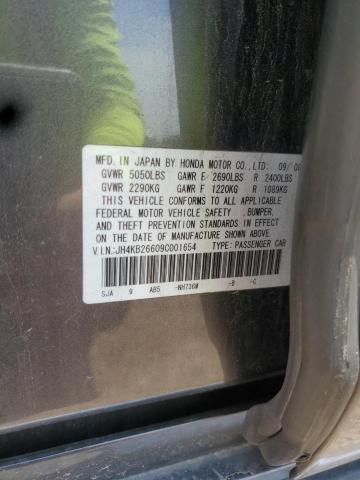 MFD. IN JAPAN BY HONDA MOTOR CO., LTD. 09/
GVWR 5050LBS GAWR F 2690LBS R 2400LBS
GVWR 2290KG GAWR F 1220KG R 1089KG
THIS VEHICLE CONFORMS TO ALL APPLICABLE
FEDERAL MOTOR VEHICLE SAFETY , BUMPER,
AND THEFT PREVENTION STANDARDS IN EFFECT
ON THE DATE OF MANUFACTURE SHOWN ABOVE.
V.I.N.:JH4KB26609C001654 TYPE: PASSENGER CAR
SJA 9 AB5 -NH736M -B -C